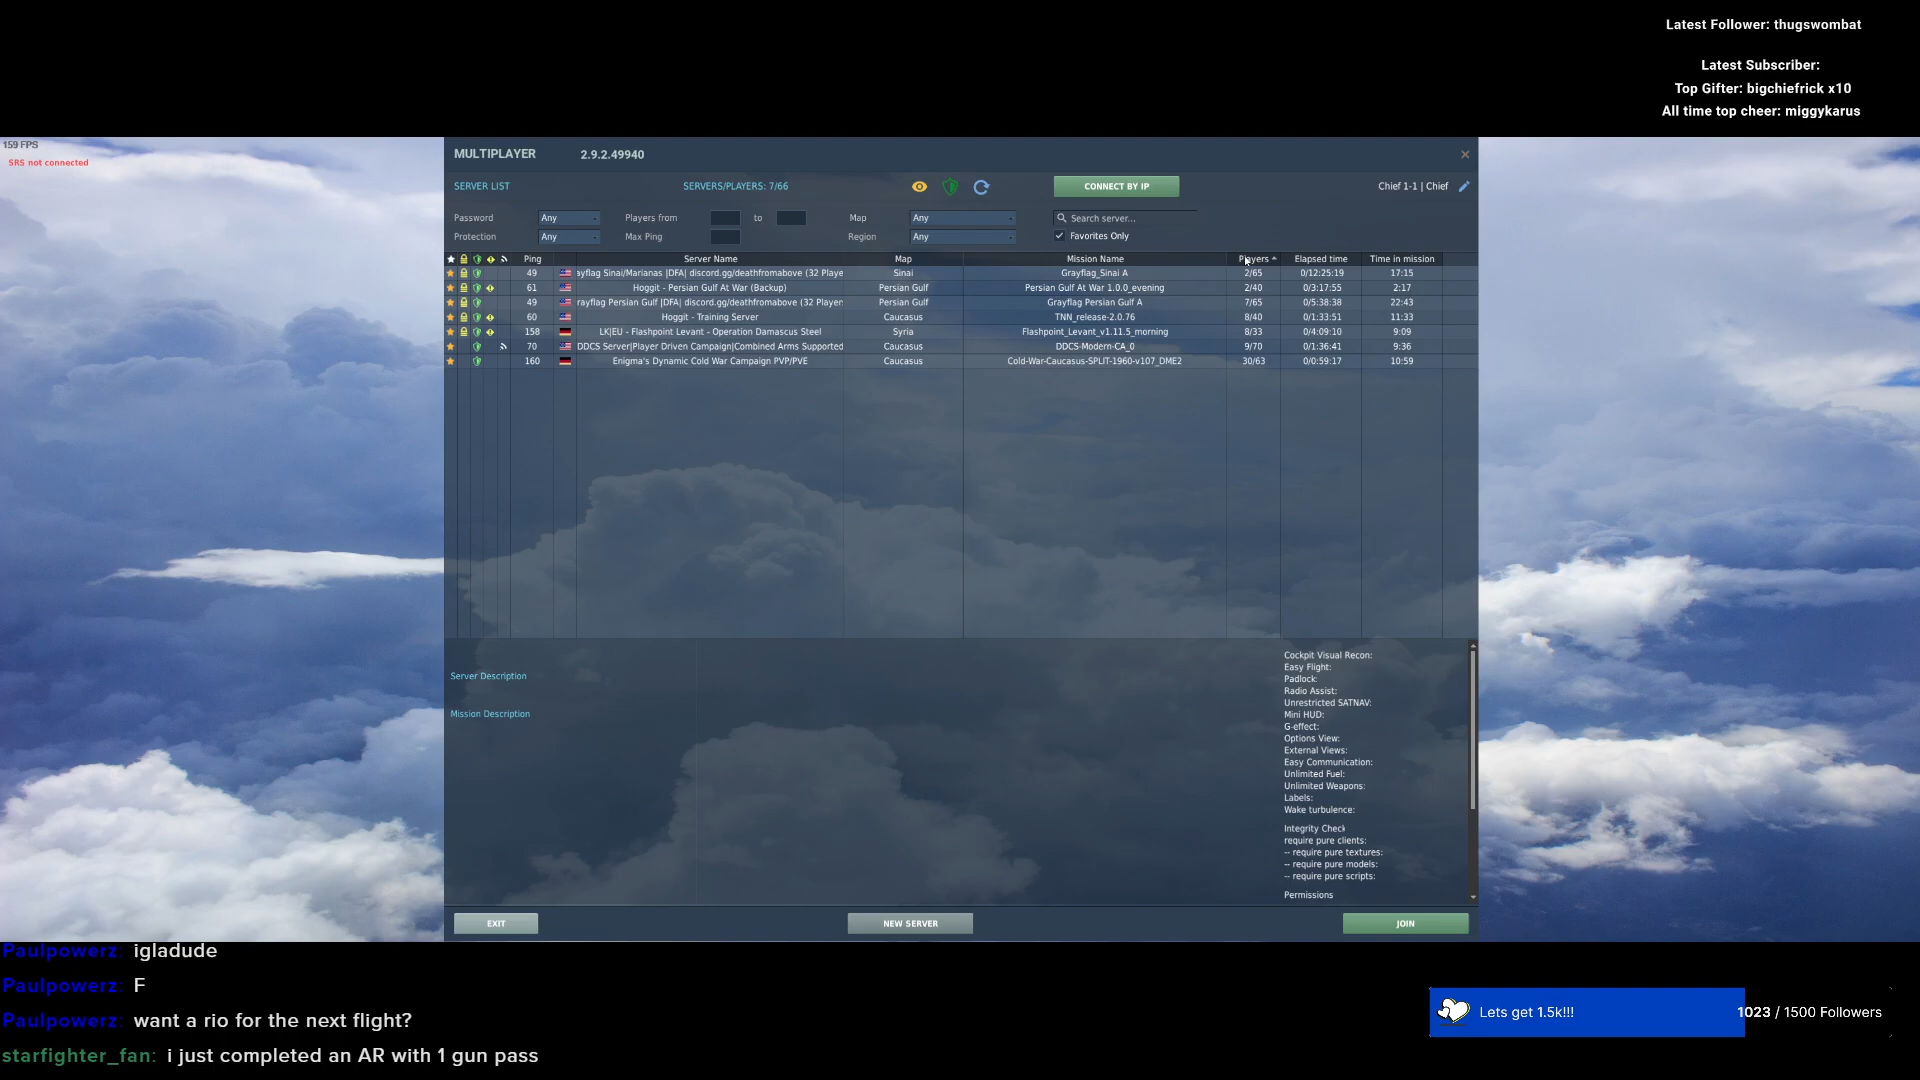 Latest Follower: thugswombat
Latest Subscriber:
Top Gifter: bigchiefrick x10
All time top cheer: miggykarus
159 FPS
SRS not connected
MULTIPLAYER 2.9.2.49940
SERVER LIST SERVERS/PLAYERS: 7/66 CONNECT BY IP Chief 1-1 | Chief
Password Any Players from to Map Any Search server...
Protection Any Max Ping Region Any Favorites Only
Ping Server Name Map Mission Name Players Elapsed time Time in mission
49 ayflag Sinai/Marianas |DFA| discord.gg/deathfromabove (32 Playe Sinai Grayflag_Sinai A 2/65 0/12:25:19 17:15
61 Hoggit - Persian Gulf At War (Backup) Persian Gulf Persian Gulf At War 1.0.0_evening 2/40 0/3:17:55 2:17
49 rayflag Persian Gulf |DFA| discord.gg/deathfromabove (32 Player Persian Gulf Grayflag Persian Gulf A 7/65 0/5:38:38 22:43
60 Hoggit - Training Server Caucasus TNN_release-2.0.76 8/40 0/1:33:51 11:33
158 LK|EU - Flashpoint Levant - Operation Damascus Steel Syria Flashpoint_Levant_v1.11.5_morning 8/33 0/4:09:10 9:09
70 DDCS Server|Player Driven Campaign|Combined Arms Supported Caucasus DDCS-Modern-CA_0 9/70 0/1:36:41 9:36
160 Enigma's Dynamic Cold War Campaign PVP/PVE Caucasus Cold-War-Caucasus-SPLIT-1960-v107_DME2 30/63 0/0:59:17 10:59
Server Description
Mission Description
Cockpit Visual Recon:
Easy Flight:
Padlock:
Radio Assist:
Unrestricted SATNAV:
Mini HUD:
G-effect:
Options View:
External Views:
Easy Communication:
Unlimited Fuel:
Unlimited Weapons:
Labels:
Wake turbulence:
Integrity Check
require pure clients:
-- require pure textures:
-- require pure models:
-- require pure scripts:
Permissions
EXIT NEW SERVER JOIN
Paulpowerz: igladude
Paulpowerz: F
Paulpowerz: want a rio for the next flight?
starfighter_fan: i just completed an AR with 1 gun pass
Lets get 1.5k!!! 1023 / 1500 Followers